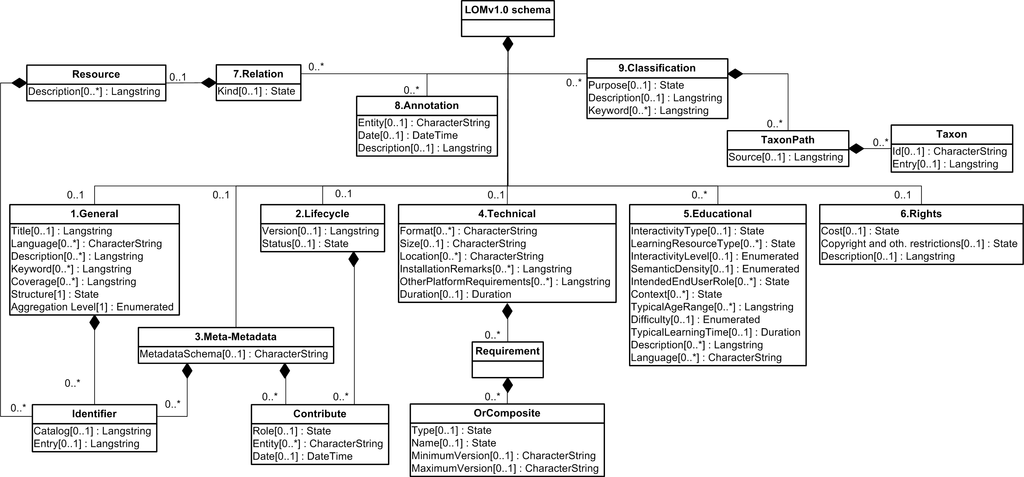 LOMv1.0 schema
Resource
Description[0..*] : Langstring
0..1
7.Relation
Kind[0..1] : State
0..*
0..*
8.Annotation
Entity[0..1] : CharacterString
Date[0..1] : DateTime
Description[0..1] : Langstring
0..*
9.Classification
Purpose[0..1] : State
Description[0..1] : Langstring
Keyword[0..*] : Langstring
0..*
TaxonPath
Source[0..1] : Langstring
0..*
Taxon
Id[0..1] : CharacterString
Entry[0..1] : Langstring
0..1
1.General
Title[0..1] : Langstring
Language[0..*] : CharacterString
Description[0..*] : Langstring
Keyword[0..*] : Langstring
Coverage[0..*] : Langstring
Structure[1] : State
Aggregation Level[1] : Enumerated
0..1
0..1
2.Lifecycle
Version[0..1] : Langstring
Status[0..1] : State
0..1
4.Technical
Format[0..*] : CharacterString
Size[0..1] : CharacterString
Location[0..*] : CharacterString
InstallationRemarks[0..*] : Langstring
OtherPlatformRequirements[0..*] : Langstring
Duration[0..1] : Duration
0..*
5.Educational
InteractivityType[0..1] : State
LearningResourceType[0..*] : State
InteractivityLevel[0..1] : Enumerated
SemanticDensity[0..1] : Enumerated
IntendedEndUserRole[0..*] : State
Context[0..*] : State
TypicalAgeRange[0..*] : Langstring
Difficulty[0..1] : Enumerated
TypicalLearningTime[0..1] : Duration
Description[0..*] : Langstring
Language[0..*] : CharacterString
0..1
6.Rights
Cost[0..1] : State
Copyright and oth. restrictions[0..1] : State
Description[0..1] : Langstring
3.Meta-Metadata
MetadataSchema[0..1] : CharacterString
0..*
Requirement
0..*
0..*
0..*
Identifier
Catalog[0..1] : Langstring
Entry[0..1] : Langstring
0..*
0..*
Contribute
Role[0..1] : State
Entity[0..*] : CharacterString
Date[0..1] : DateTime
0..*
OrComposite
Type[0..1] : State
Name[0..1] : State
MinimumVersion[0..1] : CharacterString
MaximumVersion[0..1] : CharacterString